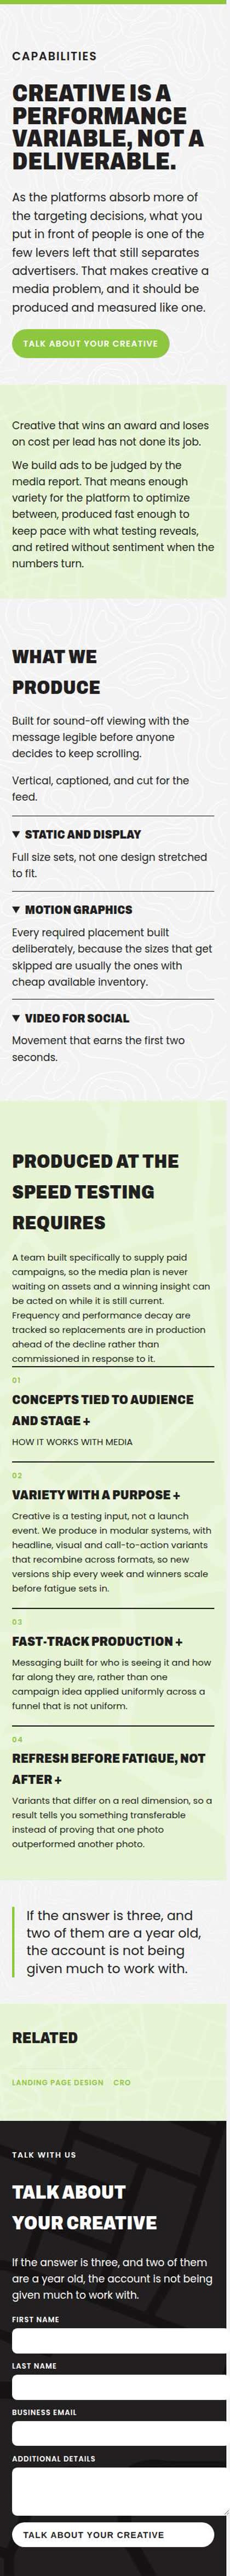 CAPABILITIES
CREATIVE IS A
PERFORMANCE
VARIABLE, NOT A
DELIVERABLE.
As the platforms absorb more of
the targeting decisions, what you
put in front of people is one of the
few levers left that still separates
advertisers. That makes creative a
media problem, and it should be
produced and measured like one.
TALK ABOUT YOUR CREATIVE
Creative that wins an award and loses
on cost per lead has not done its job.
We build ads to be judged by the
media report. That means enough
variety for the platform to optimize
between, produced fast enough to
keep pace with what testing reveals,
and retired without sentiment when the
numbers turn.
WHAT WE
PRODUCE
Built for sound-off viewing with the
message legible before anyone
decides to keep scrolling.
Vertical, captioned, and cut for the
feed.
▼ STATIC AND DISPLAY
Full size sets, not one design stretched
to fit.
▼ MOTION GRAPHICS
Every required placement built
deliberately, because the sizes that get
skipped are usually the ones with
cheap available inventory.
▼ VIDEO FOR SOCIAL
Movement that earns the first two
seconds.
PRODUCED AT THE
SPEED TESTING
REQUIRES
A team built specifically to supply paid
campaigns, so the media plan is never
waiting on assets and a winning insight can
be acted on while it is still current.
Frequency and performance decay are
tracked so replacements are in production
ahead of the decline rather than
commissioned in response to it.
01
CONCEPTS TIED TO AUDIENCE
AND STAGE +
HOW IT WORKS WITH MEDIA
02
VARIETY WITH A PURPOSE +
Creative is a testing input, not a launch
event. We produce in modular systems, with
headline, visual and call-to-action variants
that recombine across formats, so new
versions ship every week and winners scale
before fatigue sets in.
03
FAST-TRACK PRODUCTION +
Messaging built for who is seeing it and how
far along they are, rather than one
campaign idea applied uniformly across a
funnel that is not uniform.
04
REFRESH BEFORE FATIGUE, NOT
AFTER +
Variants that differ on a real dimension, so a
result tells you something transferable
instead of proving that one photo
outperformed another photo.
If the answer is three, and
two of them are a year old,
the account is not being
given much to work with.
RELATED
LANDING PAGE DESIGN CRO
TALK WITH US
TALK ABOUT
YOUR CREATIVE
If the answer is three, and two of them
are a year old, the account is not being
given much to work with.
FIRST NAME
LAST NAME
BUSINESS EMAIL
ADDITIONAL DETAILS
TALK ABOUT YOUR CREATIVE